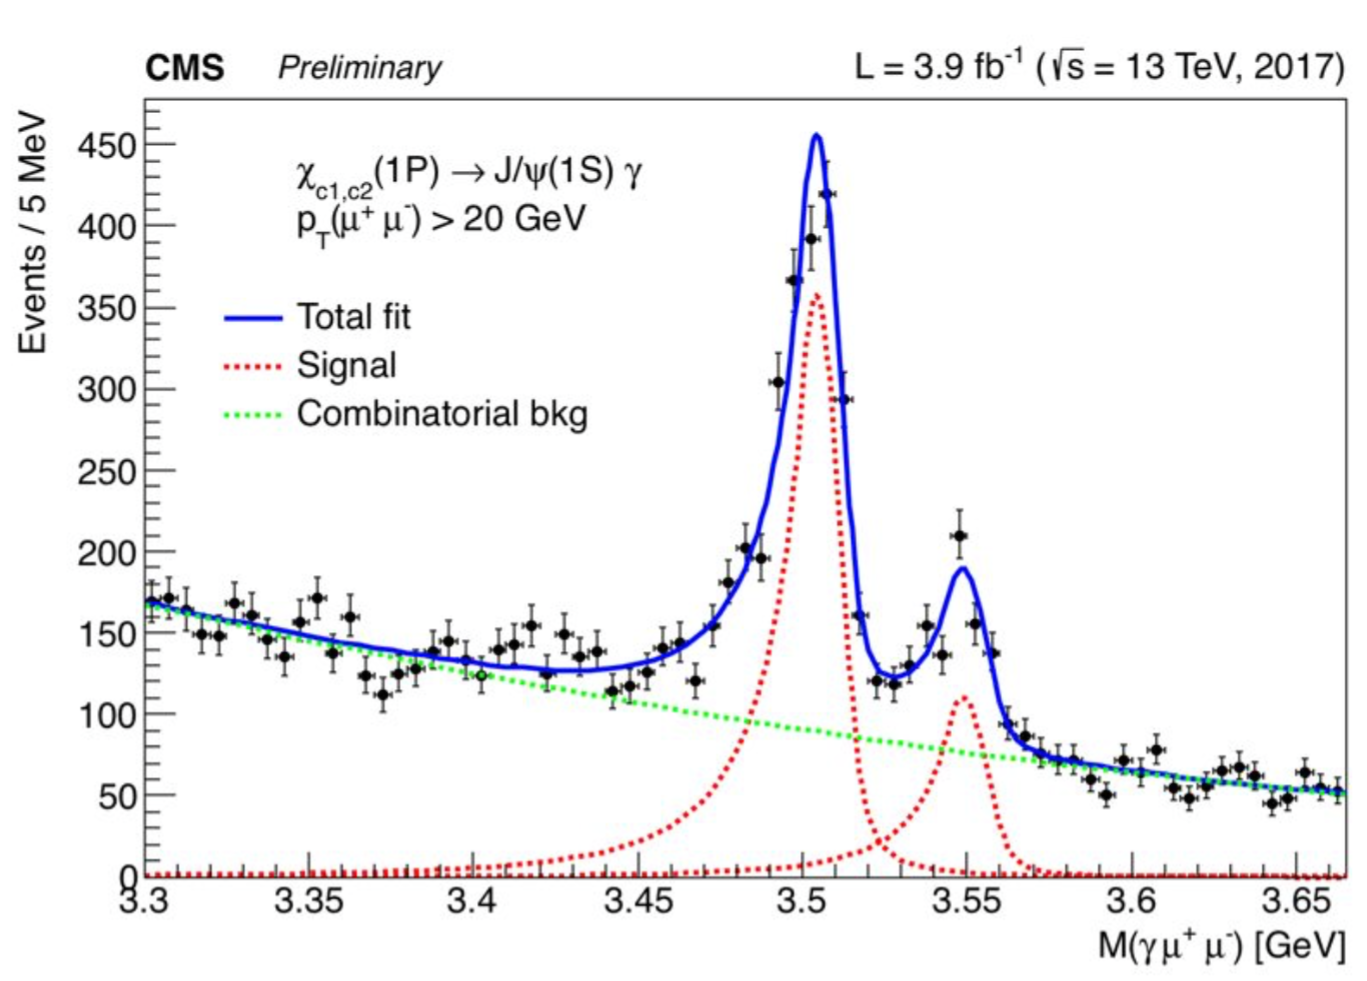 CMS Preliminary L = 3.9 fb⁻¹ (√s = 13 TeV, 2017)
Events / 5 MeV
χc1,c2(1P) → J/ψ(1S) γ
pT(μ⁺ μ⁻) > 20 GeV
Total fit
Signal
Combinatorial bkg
450
400
350
300
250
200
150
100
50
0
3.3 3.35 3.4 3.45 3.5 3.55 3.6 3.65
M(γ μ⁺ μ⁻) [GeV]